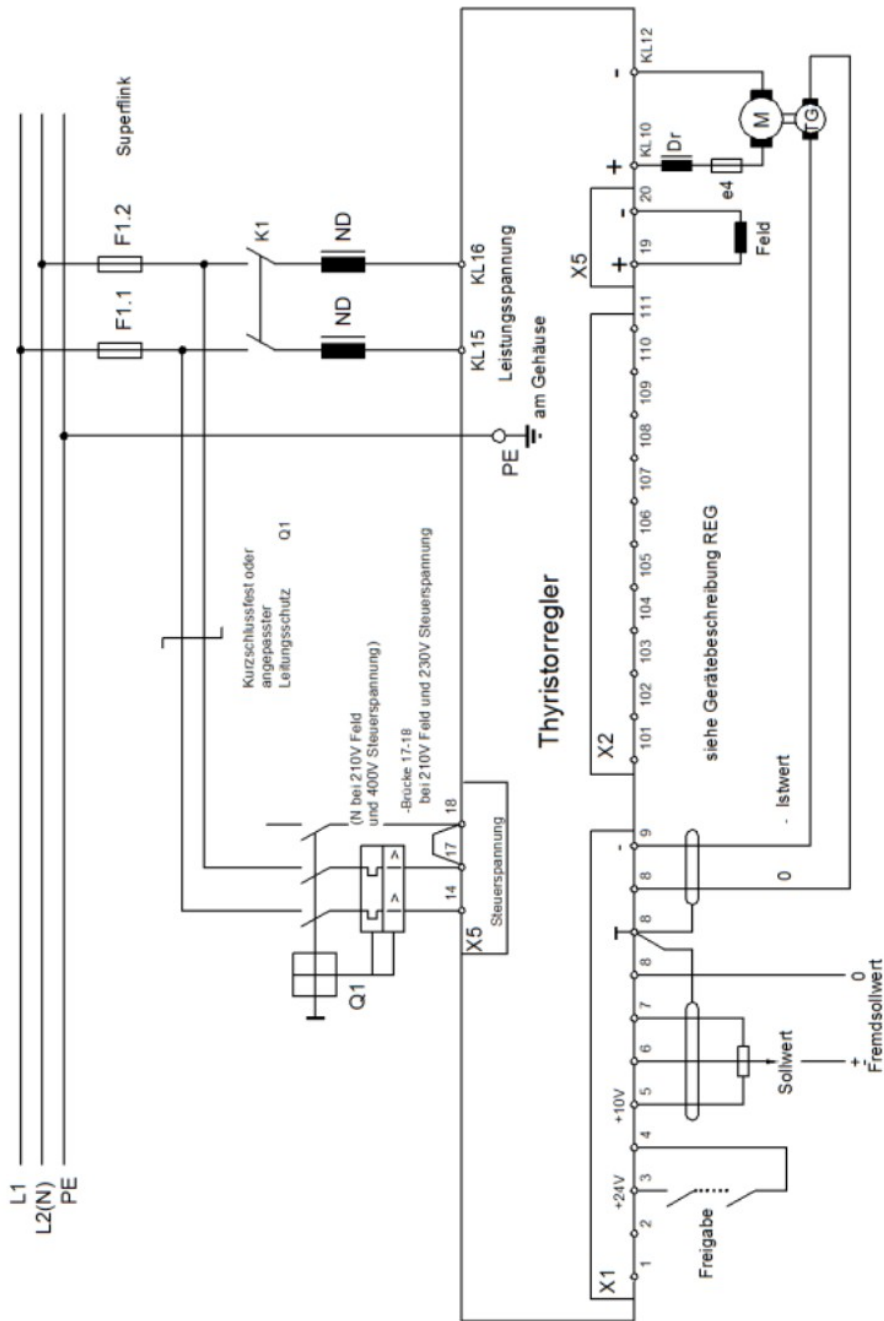 L1
L2(N)
PE
F1.1
F1.2
Superflink
K1
ND
ND
KL15
KL16
Leistungsspannung
PE
am Gehäuse
Kurzschlussfest oder
angepasster
Leitungsschutz Q1
Q1
(N bei 210V Feld
und 400V Steuerspannung)
-Brücke 17-18
bei 210V Feld und 230V Steuerspannung
14
17
18
X5
Steuerspannung
Thyristorregler
X1
1
2
+24V
3
4
+10V
5
6
7
8
8
8
-
9
X2
101
102
103
104
105
106
107
108
109
110
111
X5
+
19
-
20
+
KL10
-
KL12
siehe Gerätebeschreibung REG
Freigabe
Sollwert
+
-
0
Fremdsollwert
0
- Istwert
Feld
Dr
e4
M
TG